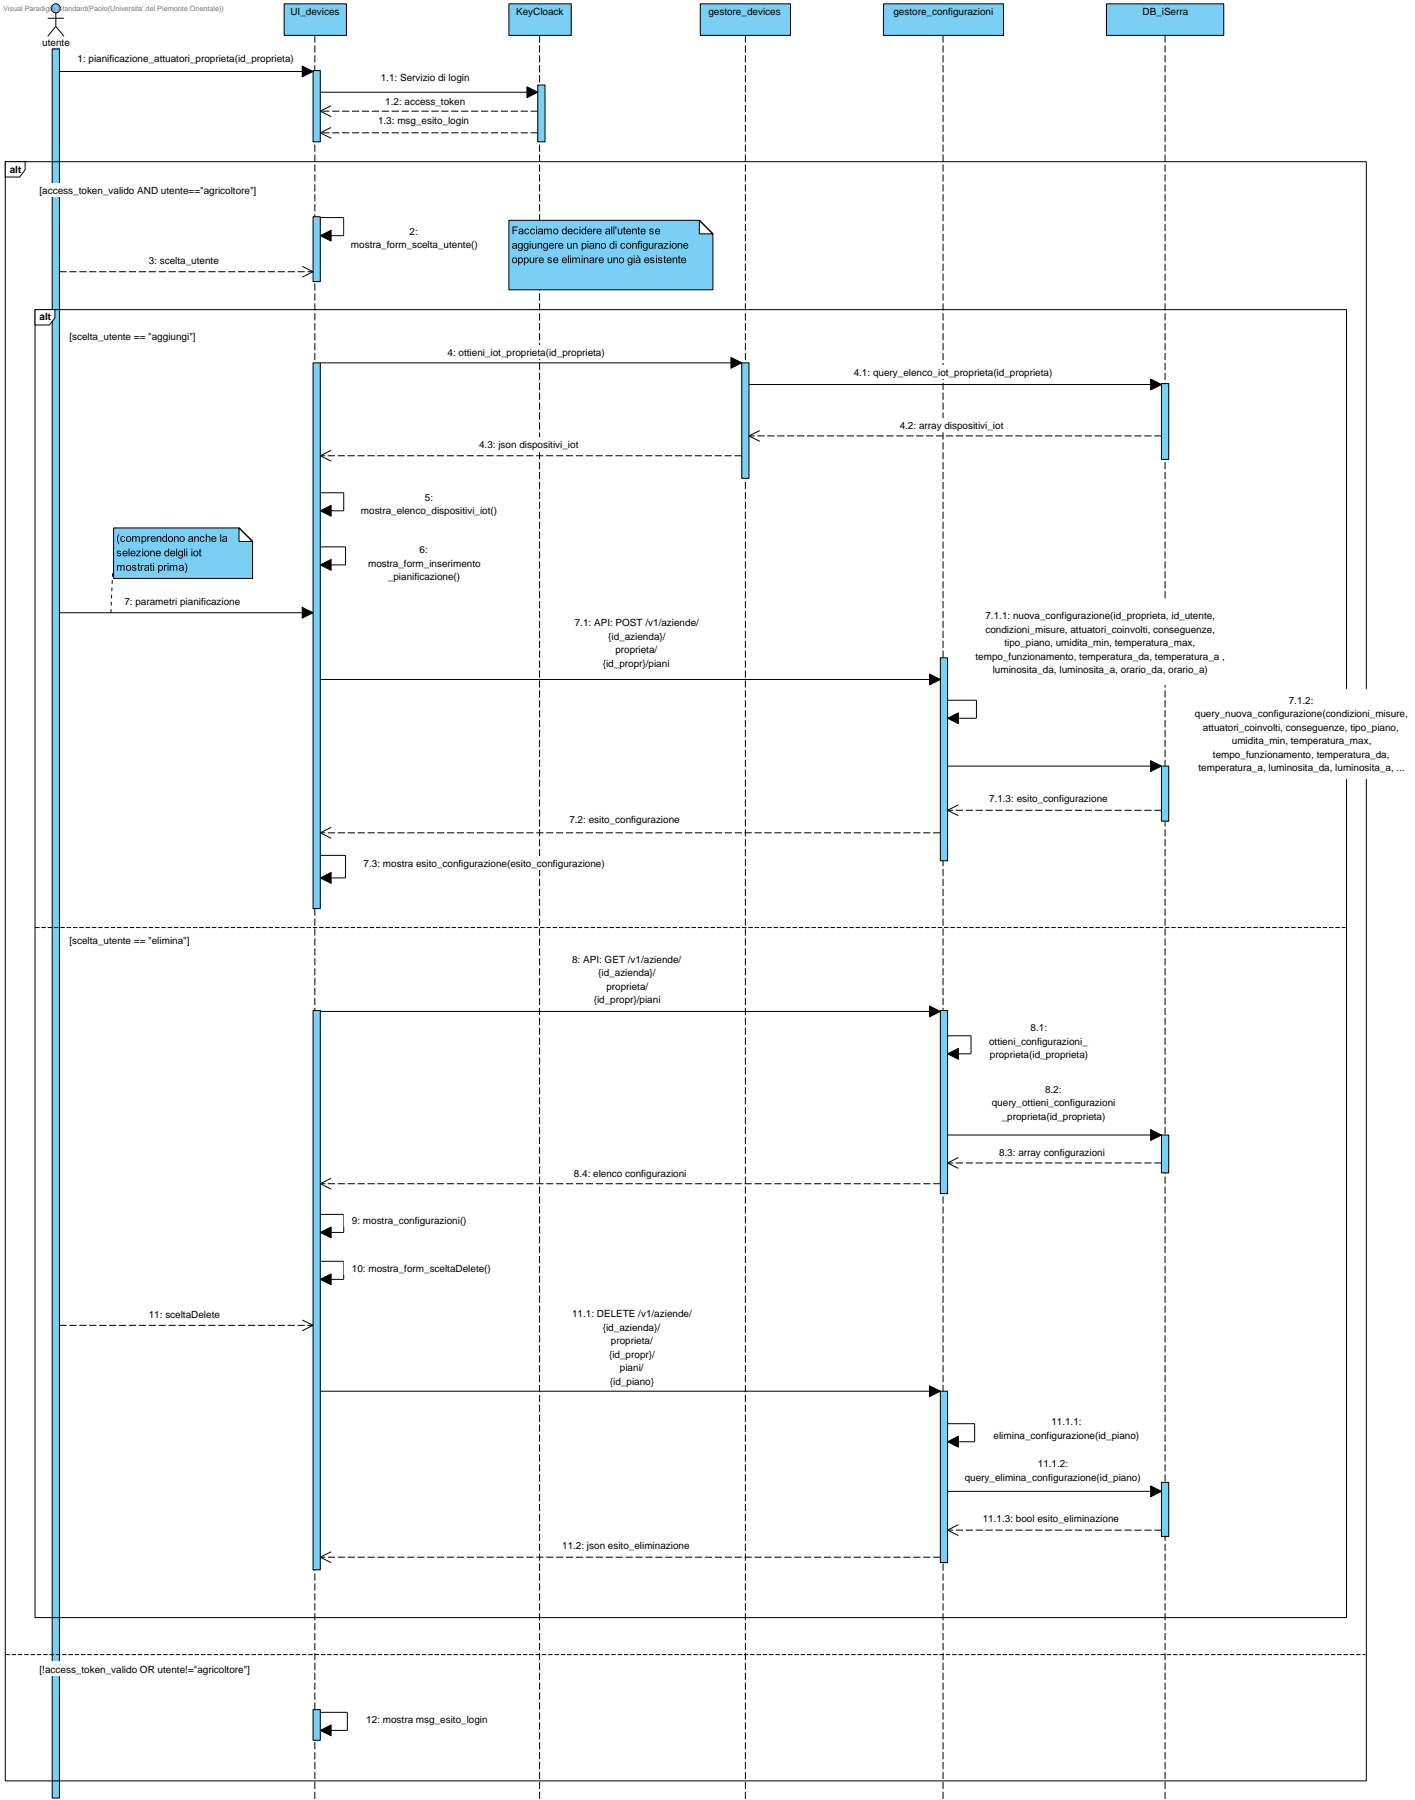 Visual Paradigm Standard(Paolo(Universita' del Piemonte Orientale))
utente
UI_devices
KeyCloack
gestore_devices
gestore_configurazioni
DB_iSerra
1: pianificazione_attuatori_proprieta(id_proprieta)
1.1: Servizio di login
1.2: access_token
1.3: msg_esito_login
alt
[access_token_valido AND utente=="agricoltore"]
2:
mostra_form_scelta_utente()
Facciamo decidere all'utente se
aggiungere un piano di configurazione
oppure se eliminare uno già esistente
3: scelta_utente
alt
[scelta_utente == "aggiungi"]
4: ottieni_iot_proprieta(id_proprieta)
4.1: query_elenco_iot_proprieta(id_proprieta)
4.2: array dispositivi_iot
4.3: json dispositivi_iot
5:
mostra_elenco_dispositivi_iot()
(comprendono anche la
selezione delgli iot
mostrati prima)
6:
mostra_form_inserimento
_pianificazione()
7: parametri pianificazione
7.1: API: POST /v1/aziende/
{id_azienda}/
proprieta/
{id_propr}/piani
7.1.1: nuova_configurazione(id_proprieta, id_utente,
condizioni_misure, attuatori_coinvolti, conseguenze,
tipo_piano, umidita_min, temperatura_max,
tempo_funzionamento, temperatura_da, temperatura_a ,
luminosita_da, luminosita_a, orario_da, orario_a)
7.1.2:
query_nuova_configurazione(condizioni_misure,
attuatori_coinvolti, conseguenze, tipo_piano,
umidita_min, temperatura_max,
tempo_funzionamento, temperatura_da,
temperatura_a, luminosita_da, luminosita_a, ...
7.1.3: esito_configurazione
7.2: esito_configurazione
7.3: mostra esito_configurazione(esito_configurazione)
[scelta_utente == "elimina"]
8: API: GET /v1/aziende/
{id_azienda}/
proprieta/
{id_propr}/piani
8.1:
ottieni_configurazioni_
proprieta(id_proprieta)
8.2:
query_ottieni_configurazioni
_proprieta(id_proprieta)
8.3: array configurazioni
8.4: elenco configurazioni
9: mostra_configurazioni()
10: mostra_form_sceltaDelete()
11: sceltaDelete
11.1: DELETE /v1/aziende/
{id_azienda}/
proprieta/
{id_propr}/
piani/
{id_piano}
11.1.1:
elimina_configurazione(id_piano)
11.1.2:
query_elimina_configurazione(id_piano)
11.1.3: bool esito_eliminazione
11.2: json esito_eliminazione
[!access_token_valido OR utente!="agricoltore"]
12: mostra msg_esito_login